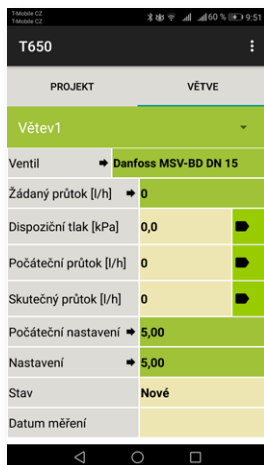 T-Mobile CZ
T-Mobile CZ
60 % 9:51
T650
PROJEKT VĚTVE
Větev1
Ventil Danfoss MSV-BD DN 15
Žádaný průtok [l/h] 0
Dispoziční tlak [kPa] 0,0
Počáteční průtok [l/h] 0
Skutečný průtok [l/h] 0
Počáteční nastavení 5,00
Nastavení 5,00
Stav Nové
Datum měření